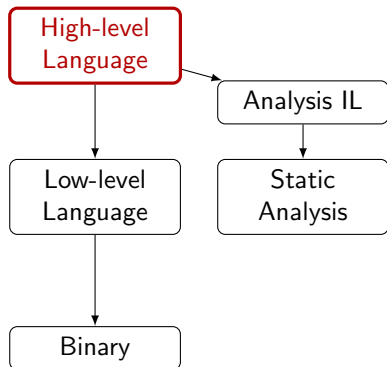 High-level
Language
Analysis IL
Low-level
Language
Static
Analysis
Binary